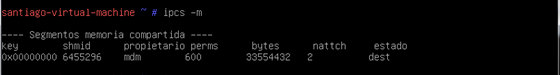 santiago-virtual-machine ~ # ipcs -m
---- Segmentos memoria compartida ----
key shmid propietario perms bytes nattch estado
0x00000000 6455296 mdm 600 33554432 2 dest